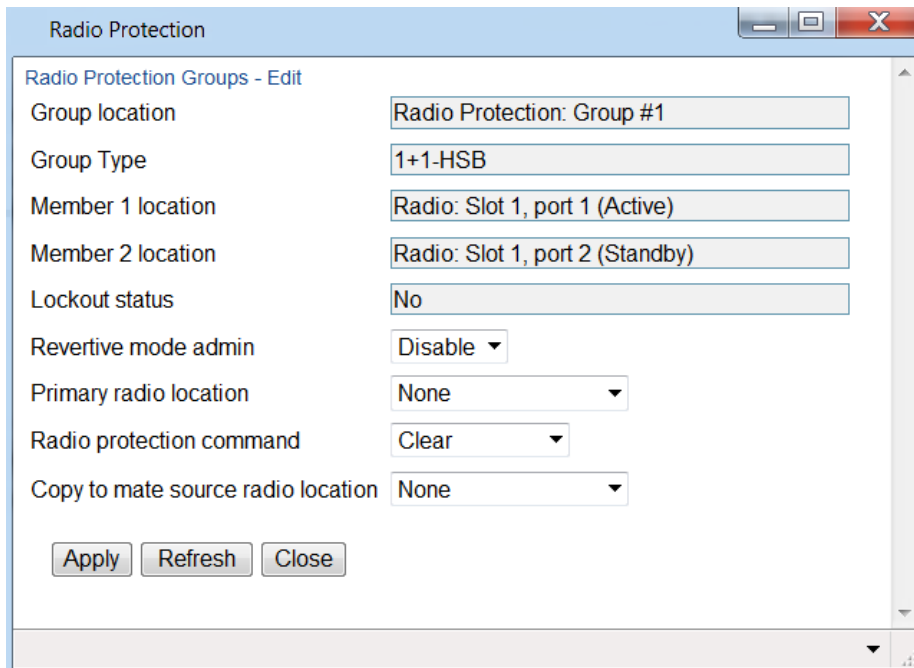 Radio Protection
Radio Protection Groups - Edit
Group location Radio Protection: Group #1
Group Type 1+1-HSB
Member 1 location Radio: Slot 1, port 1 (Active)
Member 2 location Radio: Slot 1, port 2 (Standby)
Lockout status No
Revertive mode admin Disable
Primary radio location None
Radio protection command Clear
Copy to mate source radio location None
Apply Refresh Close